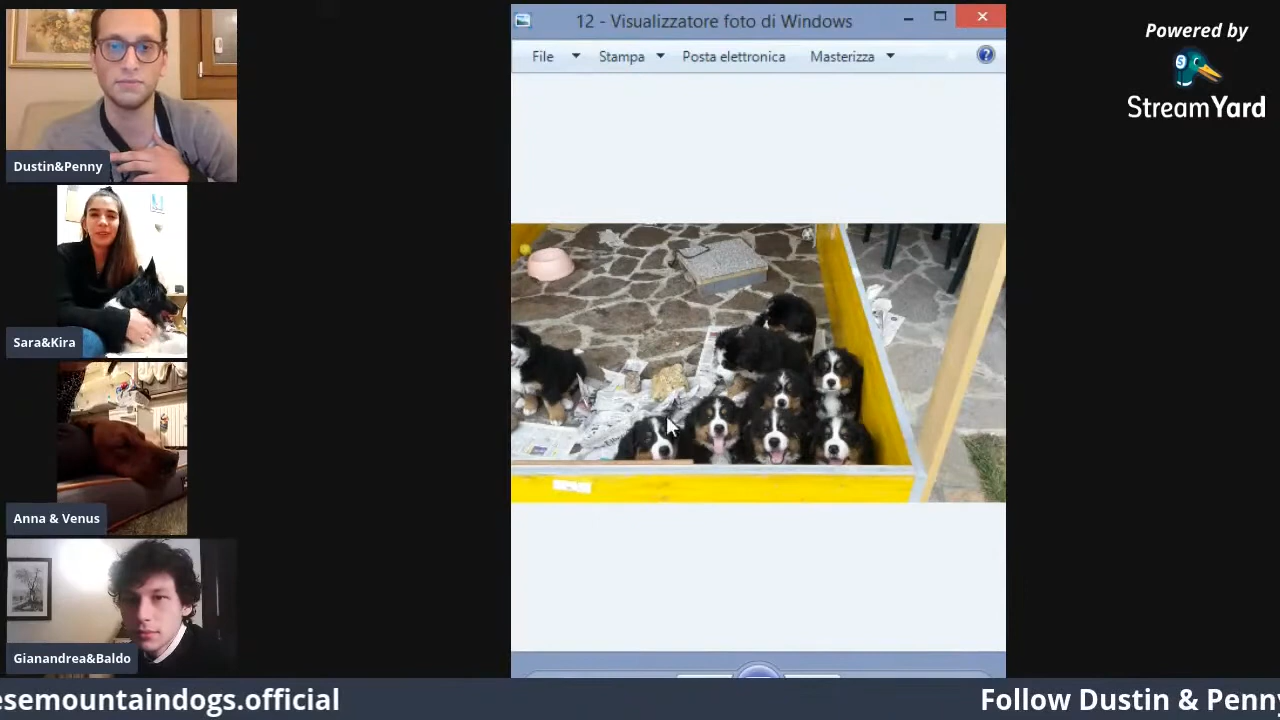 12 - Visualizzatore foto di Windows
File Stampa Posta elettronica Masterizza
Powered by
StreamYard
Dustin&Penny
Sara&Kira
Anna & Venus
Gianandrea&Baldo
esemountaindogs.official
Follow Dustin & Penny